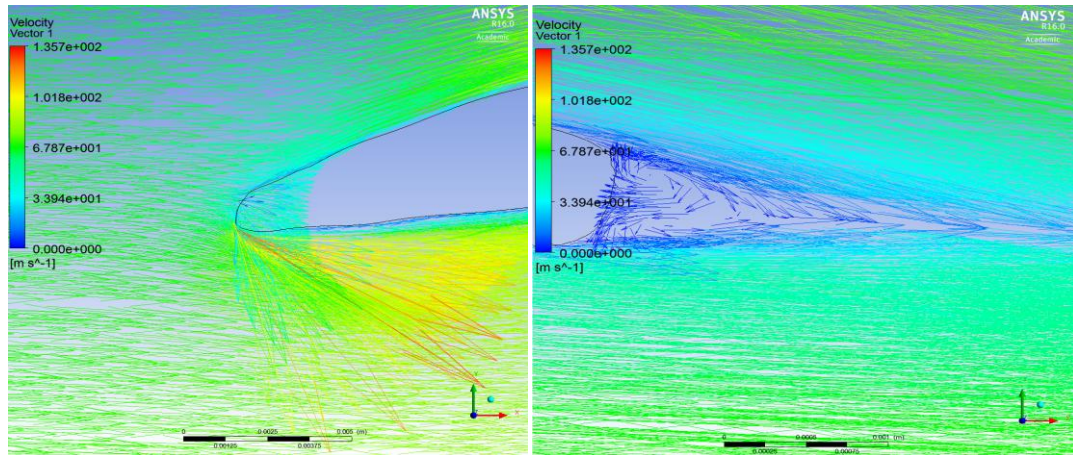 Velocity
Vector 1
1.357e+002
1.018e+002
6.787e+001
3.394e+001
0.000e+000
[m s^-1]
ANSYS
R16.0
Academic
0
0.0025
0.005 (m)
0.00125
0.00375
Y
X
Velocity
Vector 1
1.357e+002
1.018e+002
6.787e+001
3.394e+001
0.000e+000
[m s^-1]
ANSYS
R16.0
Academic
0
0.0005
0.001 (m)
0.00025
0.00075